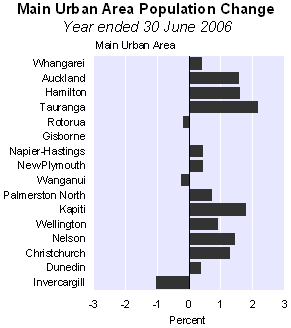 Main Urban Area Population Change
Year ended 30 June 2006
Main Urban Area
Whangarei
Auckland
Hamilton
Tauranga
Rotorua
Gisborne
Napier-Hastings
New Plymouth
Wanganui
Palmerston North
Kapiti
Wellington
Nelson
Christchurch
Dunedin
Invercargill
-3 -2 -1 0 1 2 3
Percent